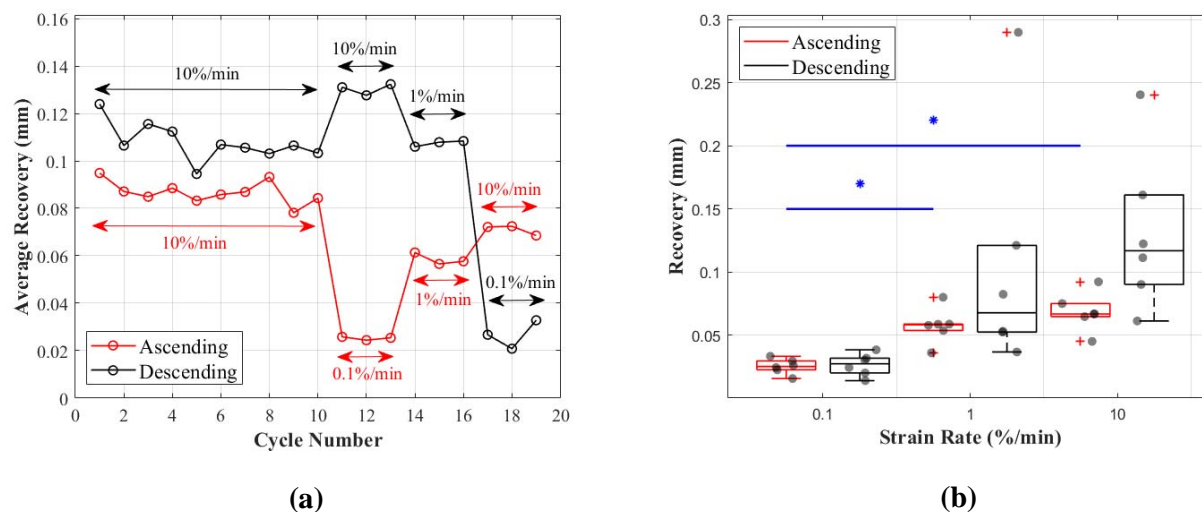 0.16
0.14
0.12
0.1
0.08
0.06
0.04
0.02
0
Average Recovery (mm)
10%/min
10%/min
1%/min
10%/min
10%/min
1%/min
0.1%/min
0.1%/min
Ascending
Descending
0 2 4 6 8 10 12 14 16 18 20
Cycle Number
(a)
0.3
0.25
0.2
0.15
0.1
0.05
0
Recovery (mm)
Ascending
Descending
*
*
0.1 1 10
Strain Rate (%/min)
(b)